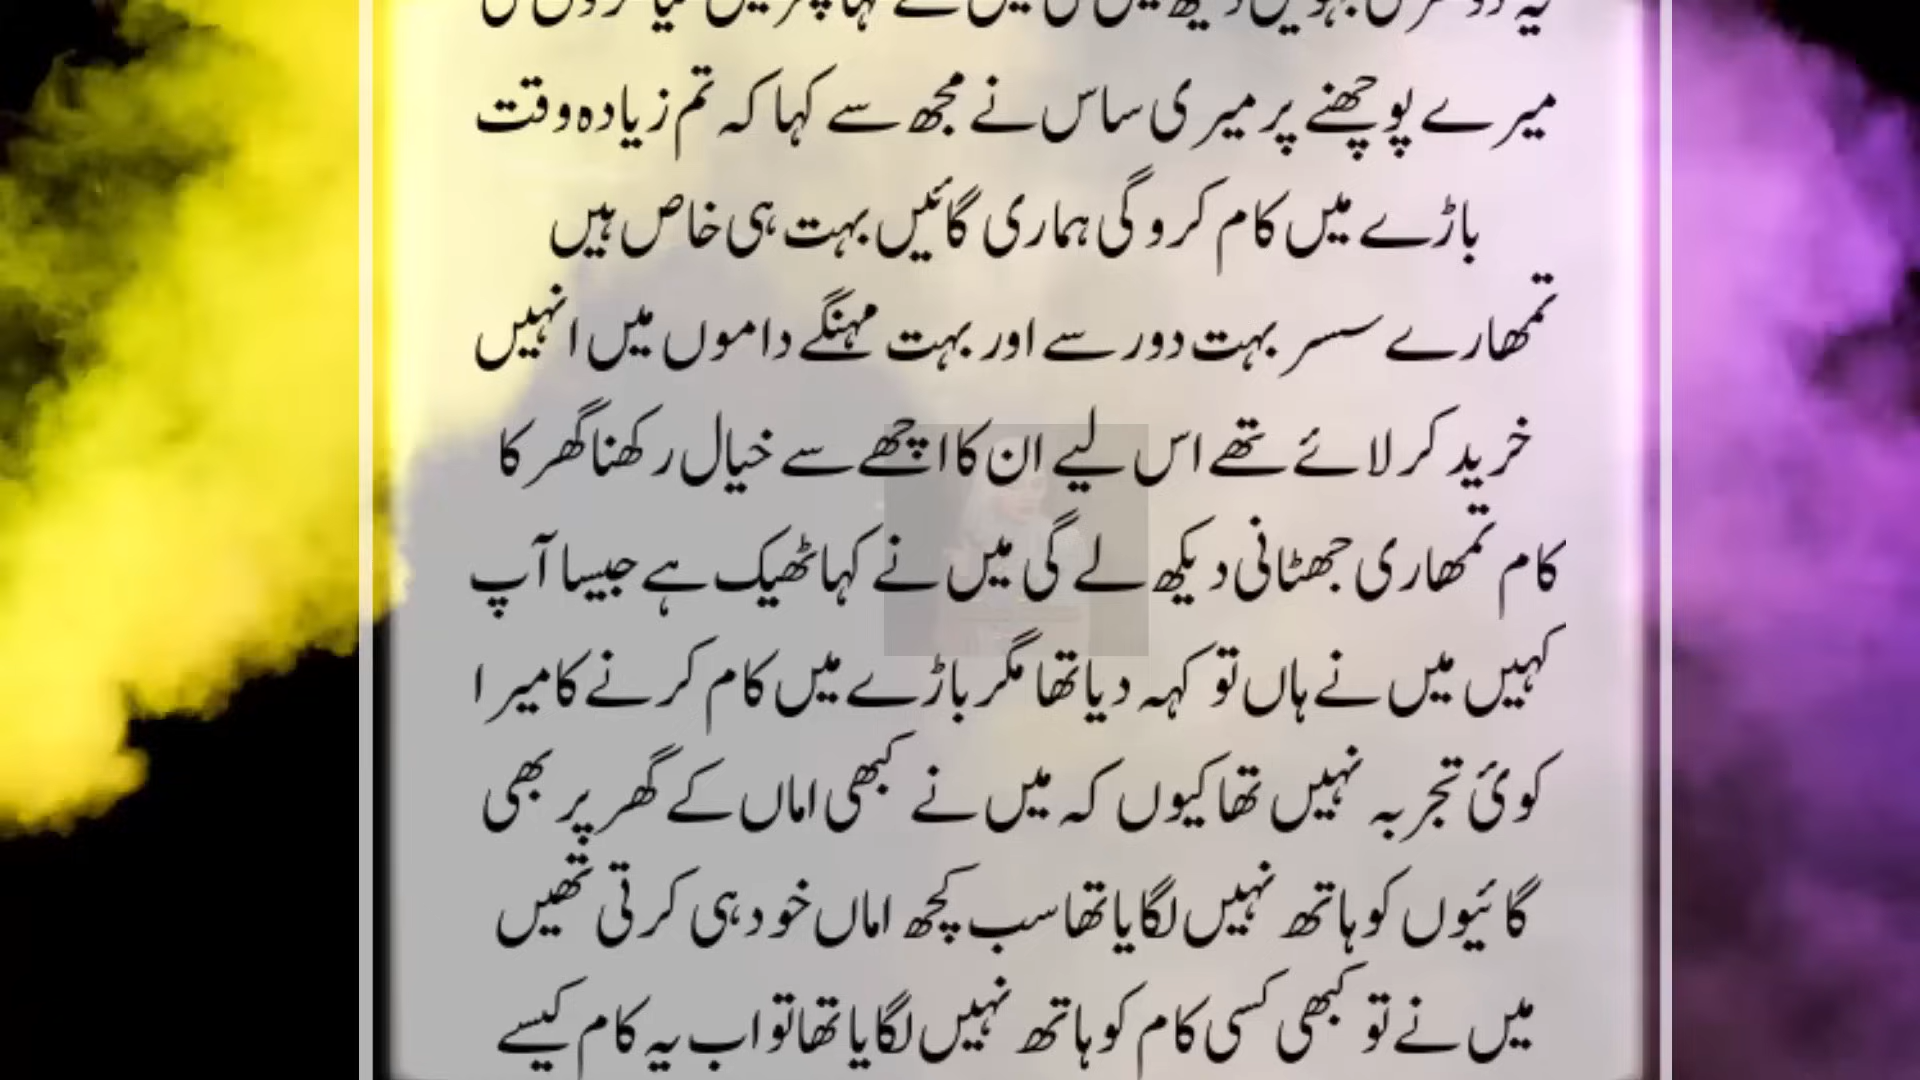 میرے پوچھنے پر میری ساس نے مجھ سے کہا کہ تم زیادہ وقت
باڑے میں کام کرو گی ہماری گائیں بہت ہی خاص ہیں
تمھارے سسر بہت دور سے اور بہت مہنگے داموں میں انہیں
خرید کر لائے تھے اس لیے ان کا اچھے سے خیال رکھنا گھر کا
کام تمھاری جھٹانی دیکھ لے گی میں نے کہا ٹھیک ہے جیسا آپ
کہیں میں نے ہاں تو کہہ دیا تھا مگر باڑے میں کام کرنے کا میرا
کوئ تجربہ نہیں تھا کیوں کہ میں نے کبھی اماں کے گھر پر بھی
گائیوں کو ہاتھ نہیں لگایا تھا سب کچھ اماں خود ہی کرتی تھیں
میں نے تو کبھی کسی کام کو ہاتھ نہیں لگایا تھا تو اب یہ کام کیسے